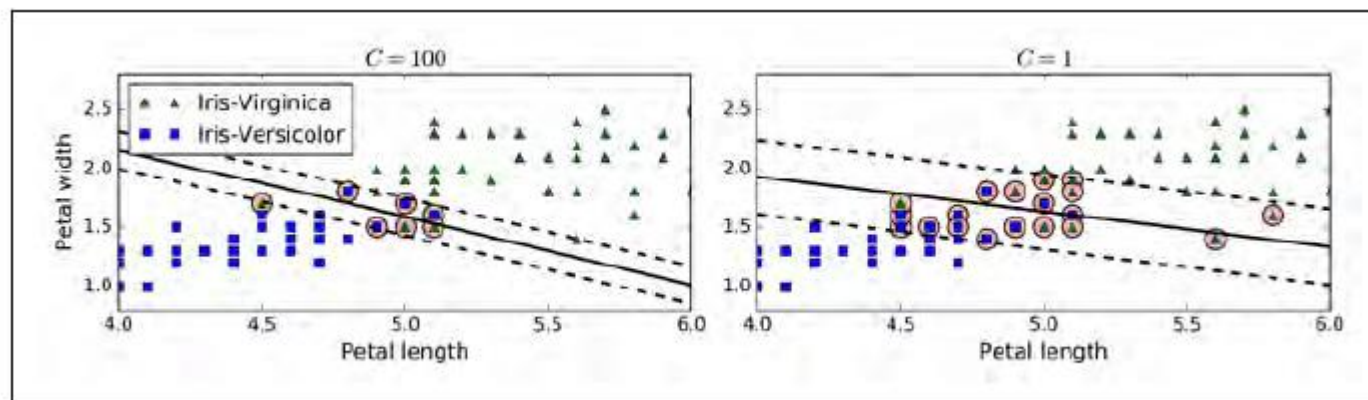 C = 100
Iris-Virginica
Iris-Versicolor
Petal width
2.5
2.0
1.5
1.0
4.0 4.5 5.0 5.5 6.0
Petal length
C = 1
2.5
2.0
1.5
1.0
4.0 4.5 5.0 5.5 6.0
Petal length